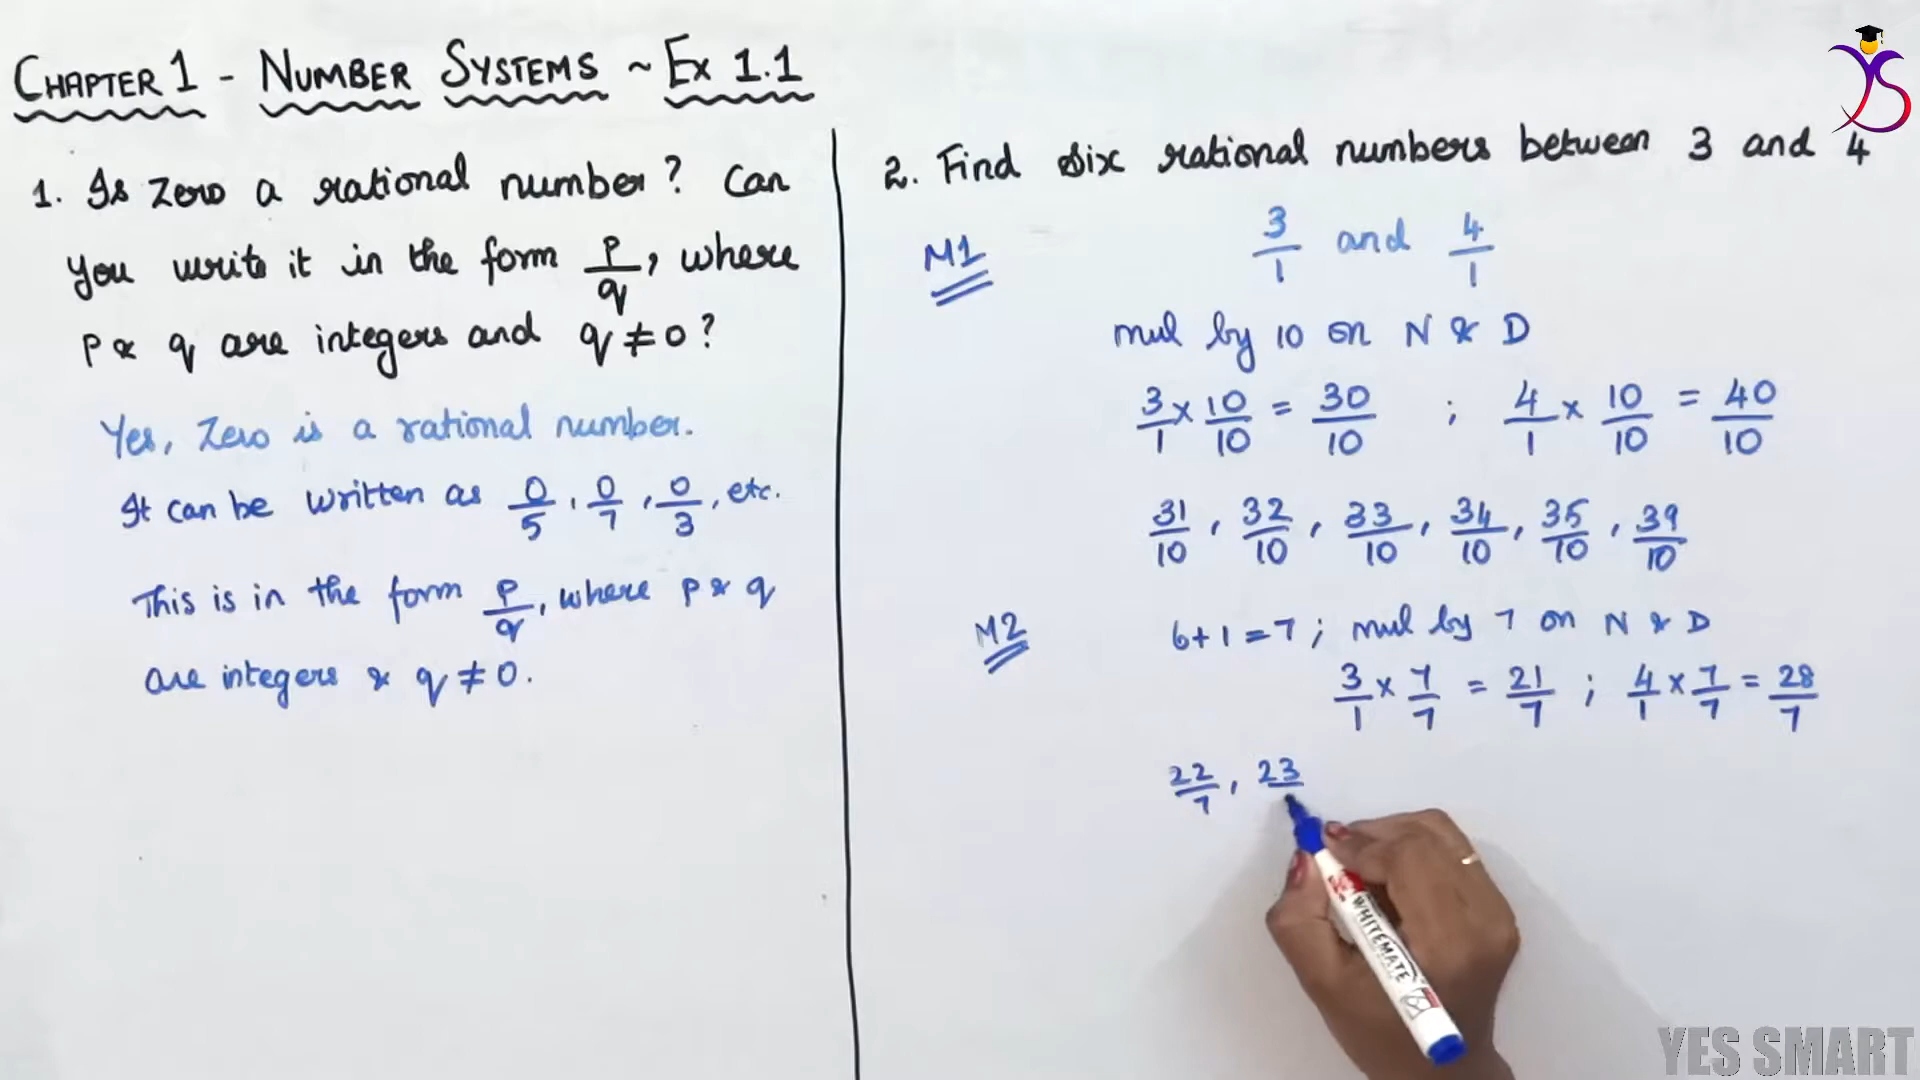 CHAPTER 1 - NUMBER SYSTEMS ~ EX 1.1
1. Is zero a rational number? Can
you write it in the form p/q, where
p & q are integers and q ≠ 0?
Yes, Zero is a rational number.
It can be written as 0/5, 0/7, 0/3, etc.
This is in the form p/q, where p & q
are integers & q ≠ 0.
2. Find six rational numbers between 3 and 4
M1
3/1 and 4/1
mul by 10 on N & D
3/1 × 10/10 = 30/10 ; 4/1 × 10/10 = 40/10
31/10, 32/10, 33/10, 34/10, 35/10, 39/10
M2
6+1=7; mul by 7 on N & D
3/1 × 7/7 = 21/7 ; 4/1 × 7/7 = 28/7
22/7, 23
WHITEMATE
YS
YES SMART